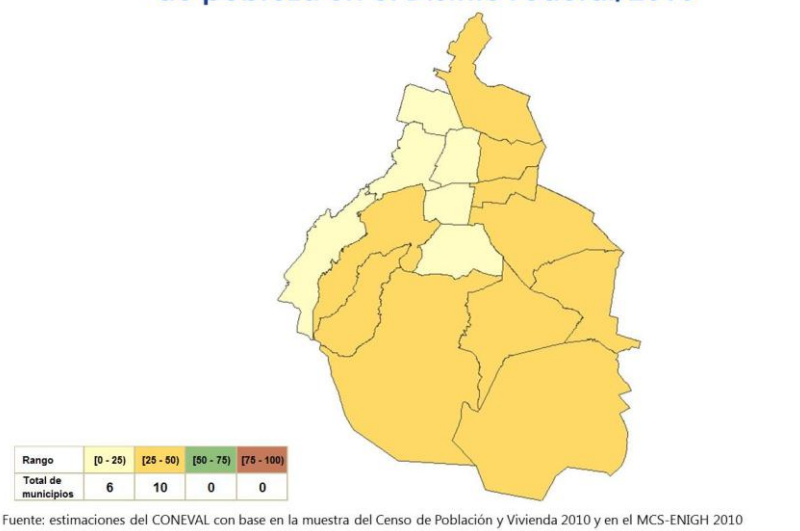 Rango [0 - 25) [25 - 50) [50 - 75) [75 - 100)
Total de municipios 6 10 0 0
Fuente: estimaciones del CONEVAL con base en la muestra del Censo de Población y Vivienda 2010 y en el MCS-ENIGH 2010